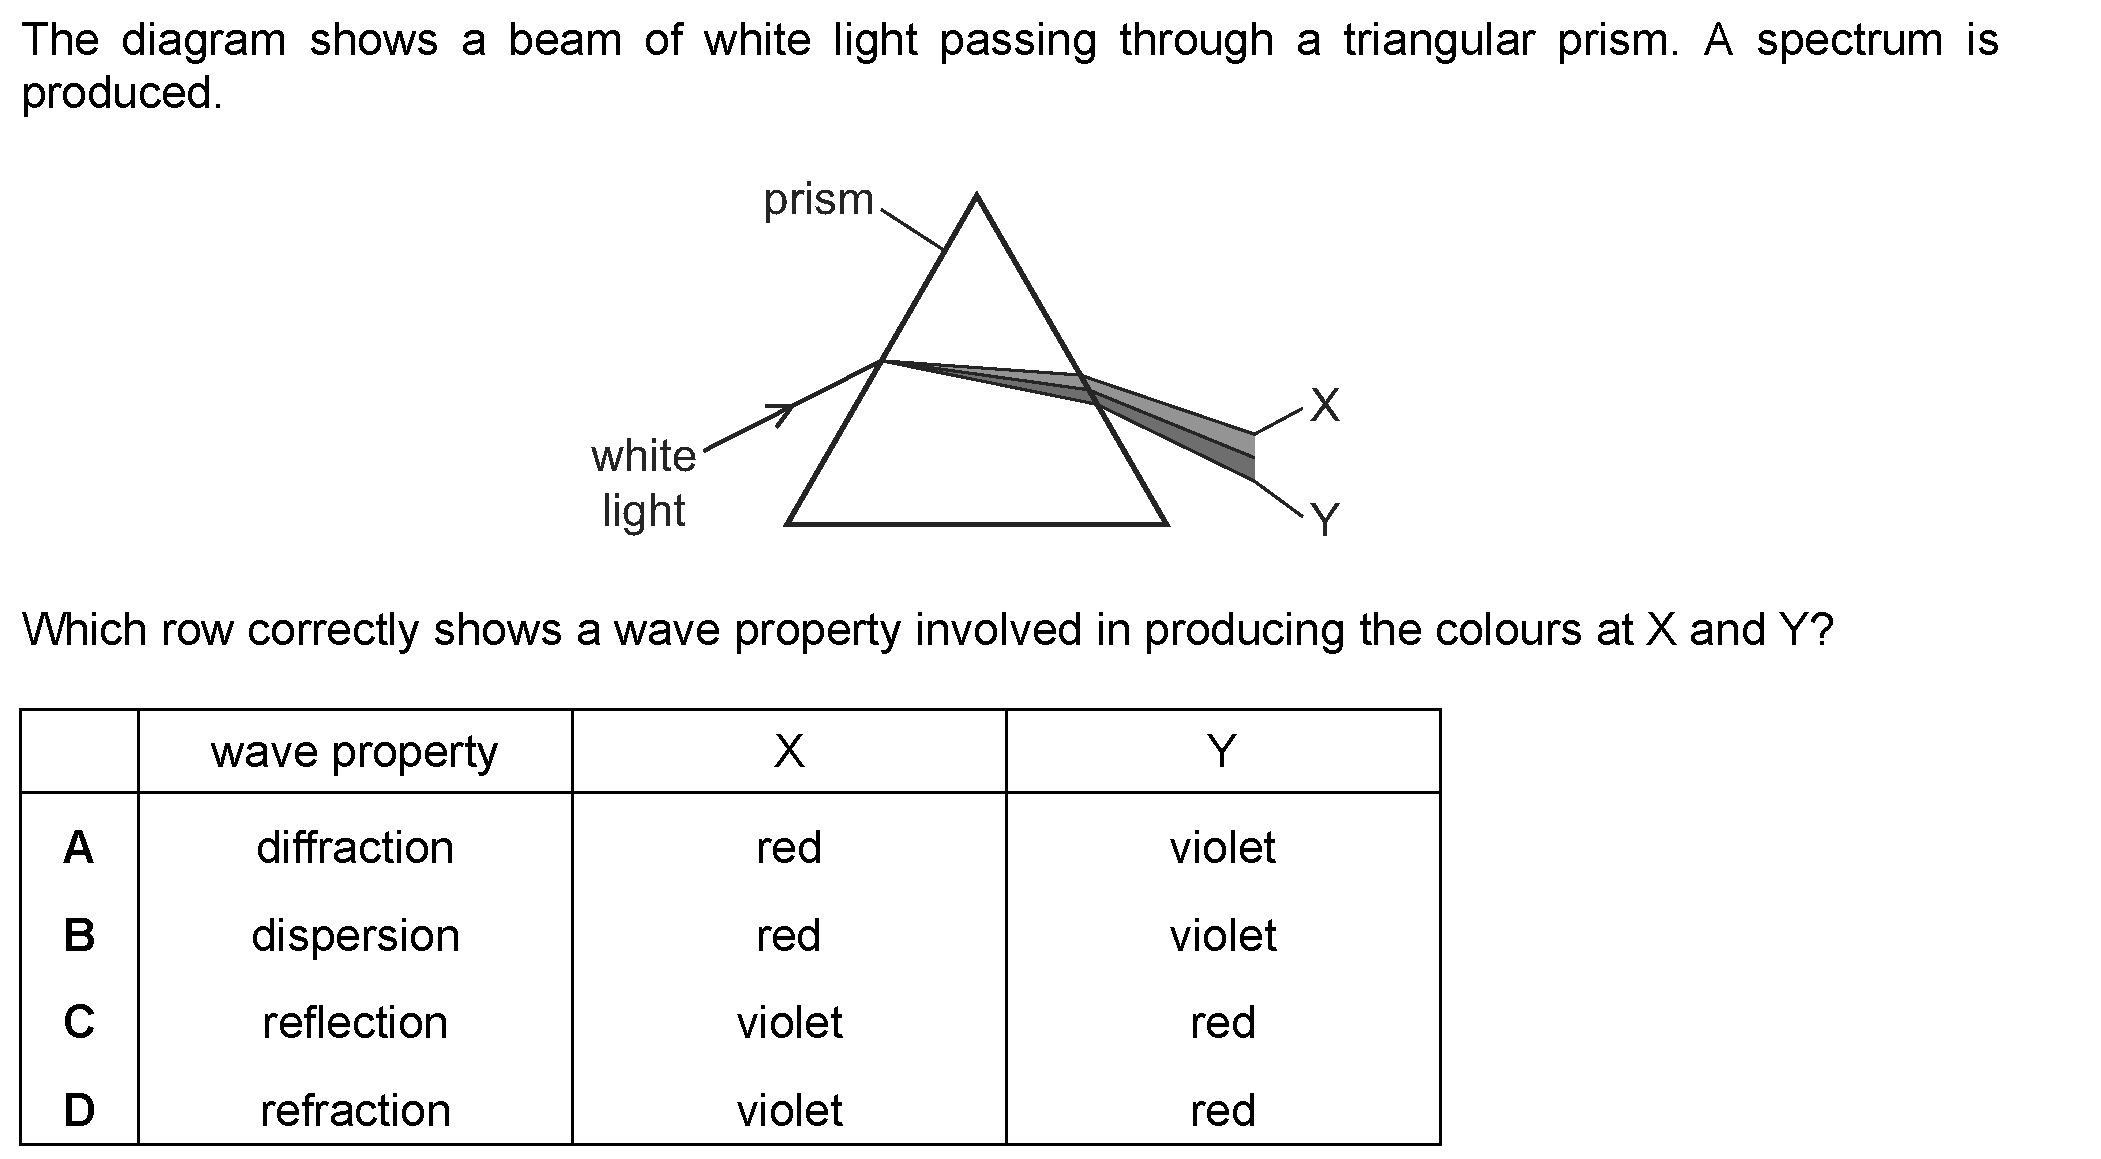 The diagram shows a beam of white light passing through a triangular prism. A spectrum is
produced.
prism
X
white
light
Y
Which row correctly shows a wave property involved in producing the colours at X and Y?
wave property X Y
A diffraction red violet
B dispersion red violet
C reflection violet red
D refraction violet red